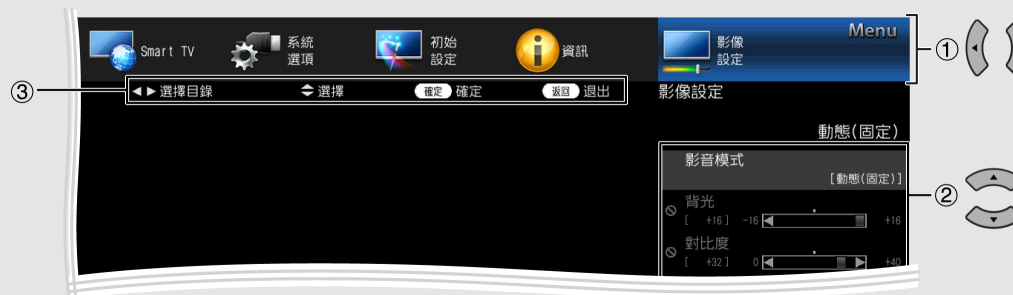 Menu
Smart TV
系統
選項
初始
設定
資訊
影像
設定
①
③
◀▶選擇目錄
選擇
確定 確定
返回 退出
影像設定
動態(固定)
影音模式
[動態(固定)]
②
背光
[ +16] -16 +16
對比度
[ +32] 0 +40